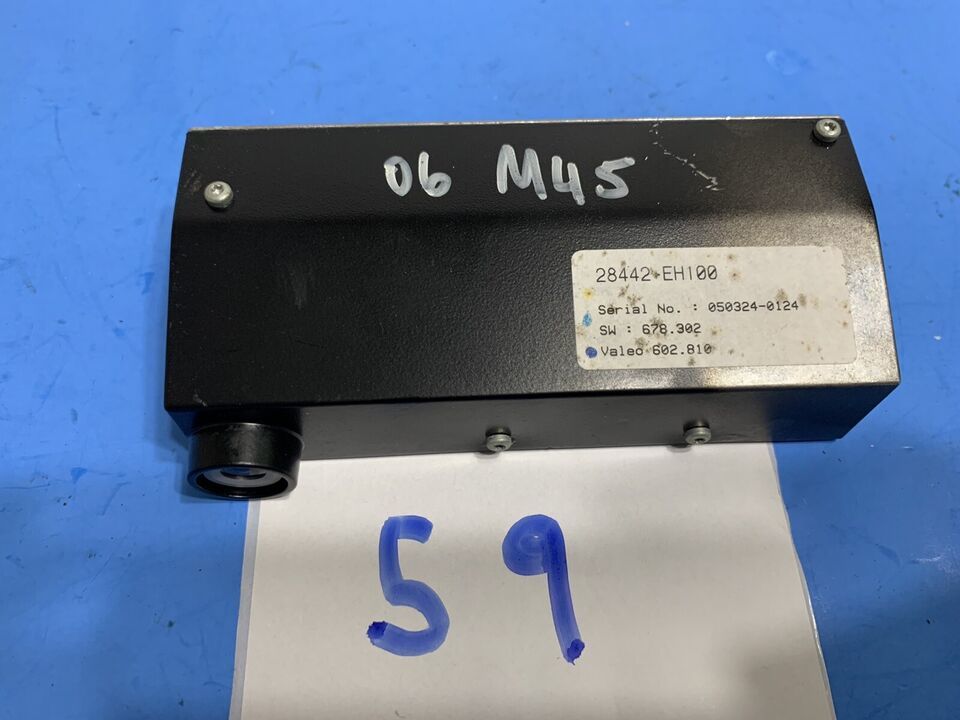 06 M45
28442-EH100
Serial No. : 050324-0124
SW : 678.302
Valeo 602.810
59